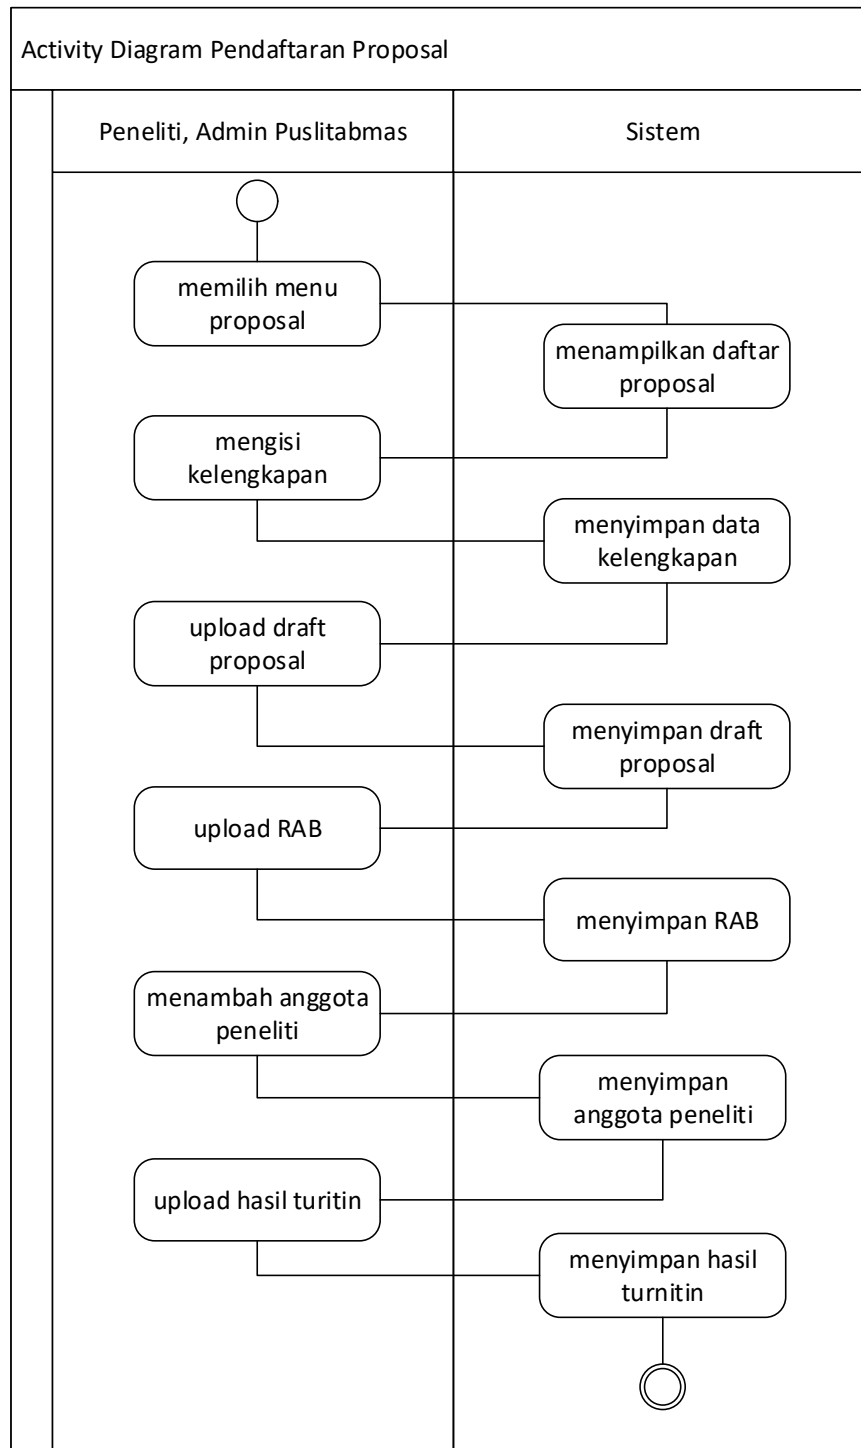 Activity Diagram Pendaftaran Proposal
Peneliti, Admin Puslitabmas
Sistem
memilih menu
proposal
menampilkan daftar
proposal
mengisi
kelengkapan
menyimpan data
kelengkapan
upload draft
proposal
menyimpan draft
proposal
upload RAB
menyimpan RAB
menambah anggota
peneliti
menyimpan
anggota peneliti
upload hasil turitin
menyimpan hasil
turnitin